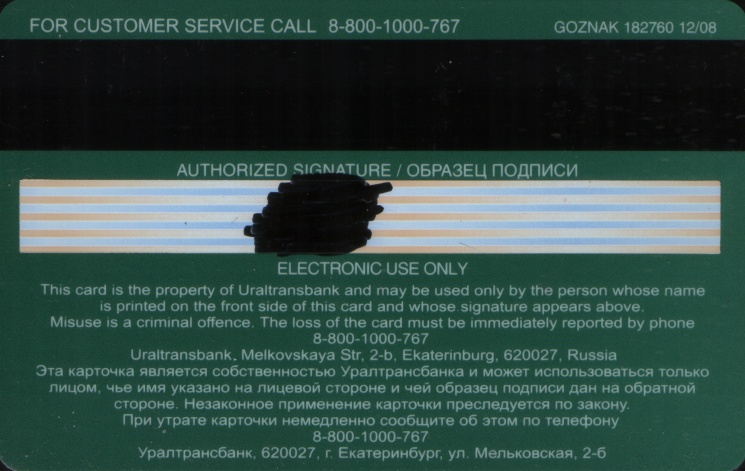 FOR CUSTOMER SERVICE CALL 8-800-1000-767
GOZNAK 182760 12/08
AUTHORIZED SIGNATURE / ОБРАЗЕЦ ПОДПИСИ
ELECTRONIC USE ONLY
This card is the property of Uraltransbank and may be used only by the person whose name
is printed on the front side of this card and whose signature appears above.
Misuse is a criminal offence. The loss of the card must be immediately reported by phone
8-800-1000-767
Uraltransbank, Melkovskaya Str, 2-b, Ekaterinburg, 620027, Russia
Эта карточка является собственностью Уралтрансбанка и может использоваться только
лицом, чье имя указано на лицевой стороне и чей образец подписи дан на обратной
стороне. Незаконное применение карточки преследуется по закону.
При утрате карточки немедленно сообщите об этом по телефону
8-800-1000-767
Уралтрансбанк, 620027, г. Екатеринбург, ул. Мельковская, 2-б